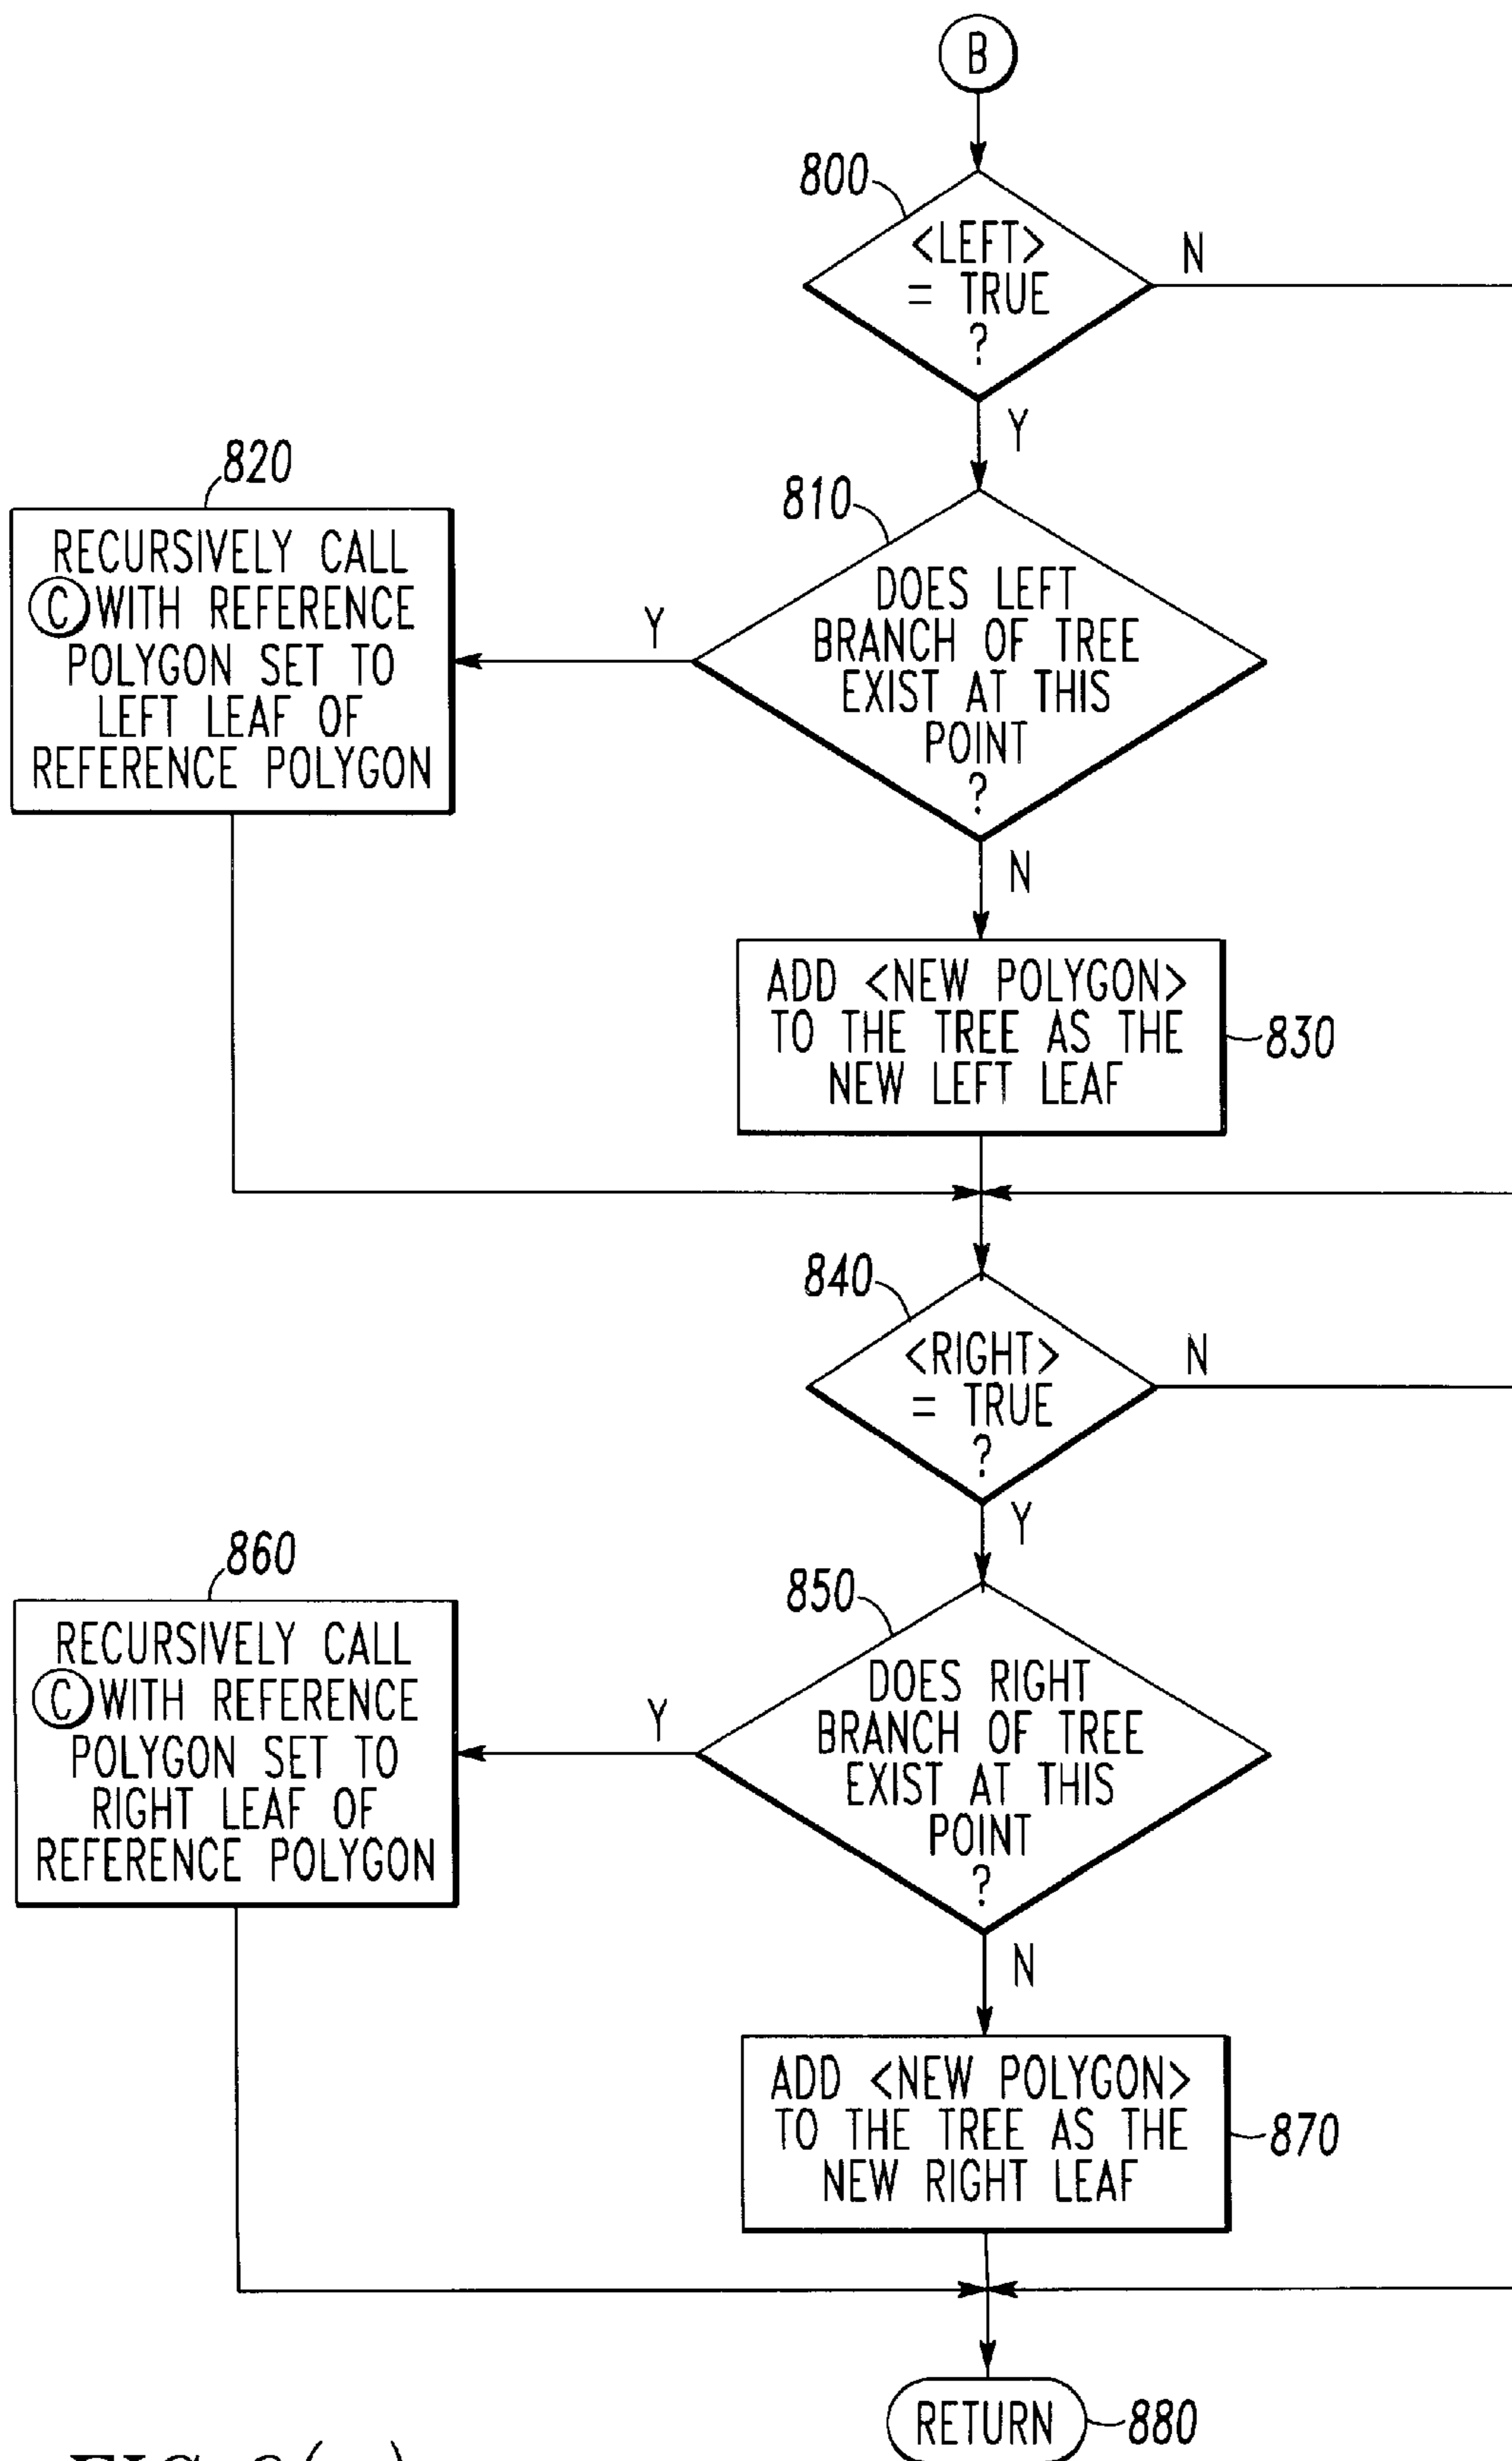 B
800
<LEFT>
= TRUE
?
N
Y
820
RECURSIVELY CALL
C WITH REFERENCE
POLYGON SET TO
LEFT LEAF OF
REFERENCE POLYGON
810
DOES LEFT
BRANCH OF TREE
EXIST AT THIS
POINT
?
Y
N
ADD <NEW POLYGON>
TO THE TREE AS THE
NEW LEFT LEAF
830
840
<RIGHT>
= TRUE
?
N
Y
860
RECURSIVELY CALL
C WITH REFERENCE
POLYGON SET TO
RIGHT LEAF OF
REFERENCE POLYGON
850
DOES RIGHT
BRANCH OF TREE
EXIST AT THIS
POINT
?
Y
N
ADD <NEW POLYGON>
TO THE TREE AS THE
NEW RIGHT LEAF
870
RETURN
880